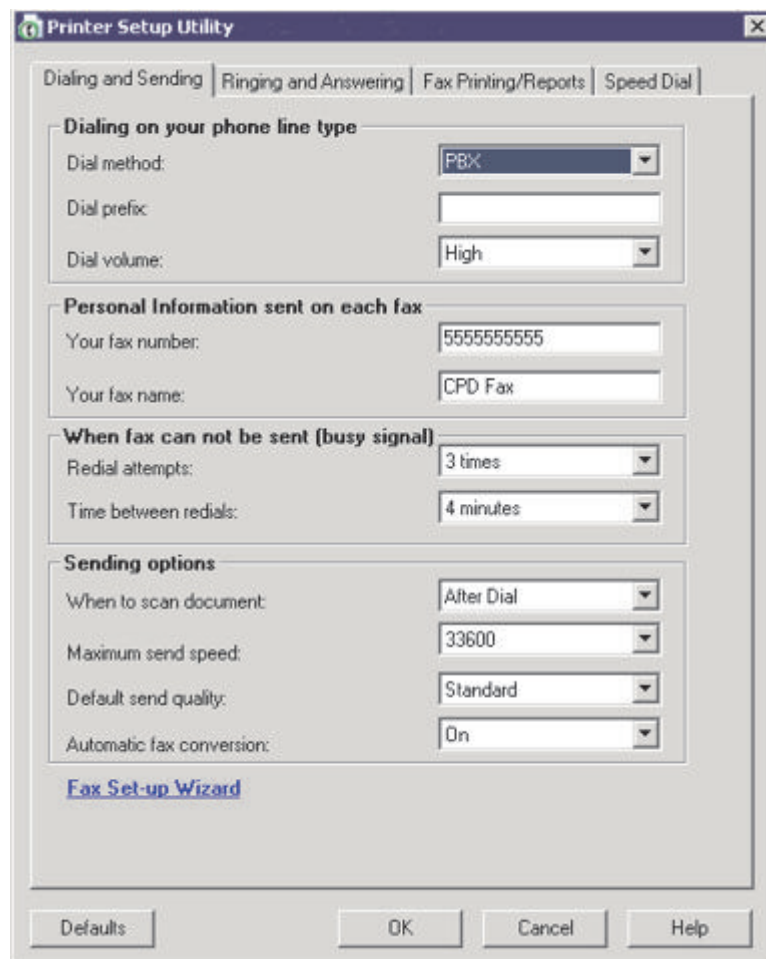 Printer Setup Utility
Dialing and Sending Ringing and Answering Fax Printing/Reports Speed Dial
Dialing on your phone line type
Dial method: PBX
Dial prefix:
Dial volume: High
Personal Information sent on each fax
Your fax number: 5555555555
Your fax name: CPD Fax
When fax can not be sent (busy signal)
Redial attempts: 3 times
Time between redials: 4 minutes
Sending options
When to scan document: After Dial
Maximum send speed: 33600
Default send quality: Standard
Automatic fax conversion: On
Fax Set-up Wizard
Defaults OK Cancel Help